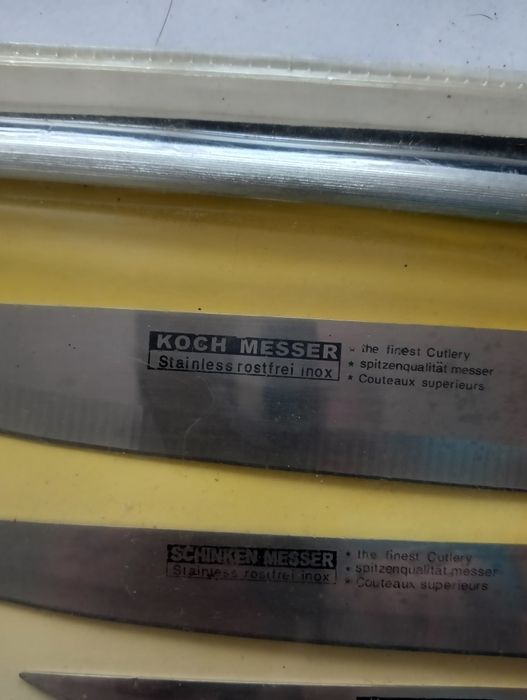 KOCH MESSER
Stainless rostfrei inox
* the finest Cutlery
* spitzenqualität messer
* Couteaux superieurs
SCHINKEN MESSER
Stainless rostfrei inox
* the finest Cutlery
* spitzenqualität messer
* Couteaux superieurs